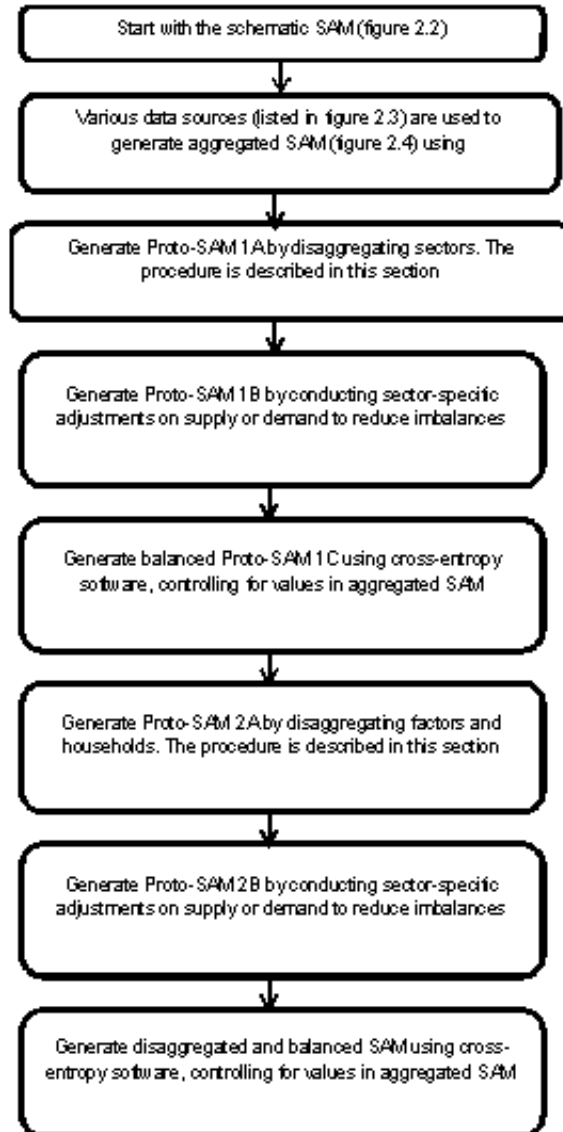 Start with the schematic SAM (figure 2.2)
Various data sources (listed in figure 2.3) are used to
generate aggregated SAM (figure 2.4) using
Generate Proto-SAM 1A by disaggregating sectors. The
procedure is described in this section
Generate Proto-SAM 1B by conducting sector-specific
adjustments on supply or demand to reduce imbalances
Generate balanced Proto-SAM 1C using cross-entropy
software, controlling for values in aggregated SAM
Generate Proto-SAM 2A by disaggregating factors and
households. The procedure is described in this section
Generate Proto-SAM 2B by conducting sector-specific
adjustments on supply or demand to reduce imbalances
Generate disaggregated and balanced SAM using cross-
entropy software, controlling for values in aggregated SAM